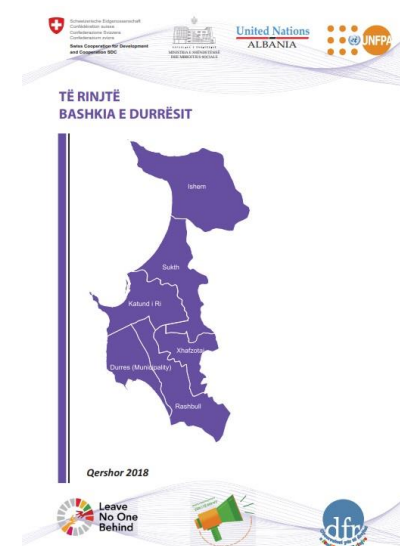 Schweizerische Eidgenossenschaft
Confédération suisse
Confederazione Svizzera
Confederaziun svizra
Swiss Cooperation for Development
and Cooperation SDC
United Nations
ALBANIA
UNFPA
TË RINJTË
BASHKIA E DURRËSIT
Ishem
Sukth
Katund i Ri
Xhafzotaj
Durres (Municipality)
Rashbull
Qershor 2018
Leave
No One
Behind
dfr